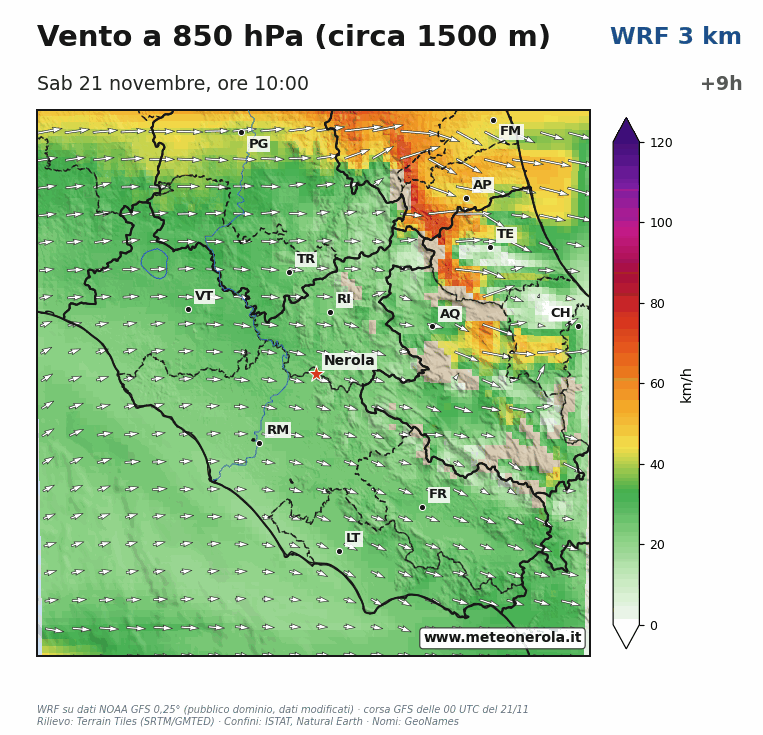 Vento a 850 hPa (circa 1500 m)
WRF 3 km
Sab 21 novembre, ore 10:00
+9h
FM
PG
AP
TE
TR
VT
RI
AQ
CH
Nerola
RM
FR
LT
www.meteonerola.it
120
100
80
60
40
20
0
km/h
WRF su dati NOAA GFS 0,25° (pubblico dominio, dati modificati) · corsa GFS delle 00 UTC del 21/11
Rilievo: Terrain Tiles (SRTM/GMTED) · Confini: ISTAT, Natural Earth · Nomi: GeoNames